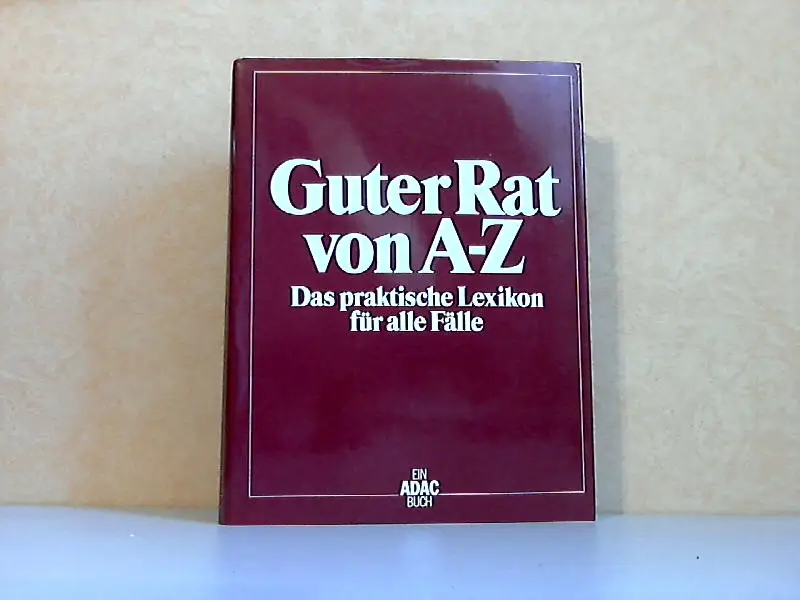 Guter Rat
von A-Z
Das praktische Lexikon
für alle Fälle
EIN
ADAC
BUCH